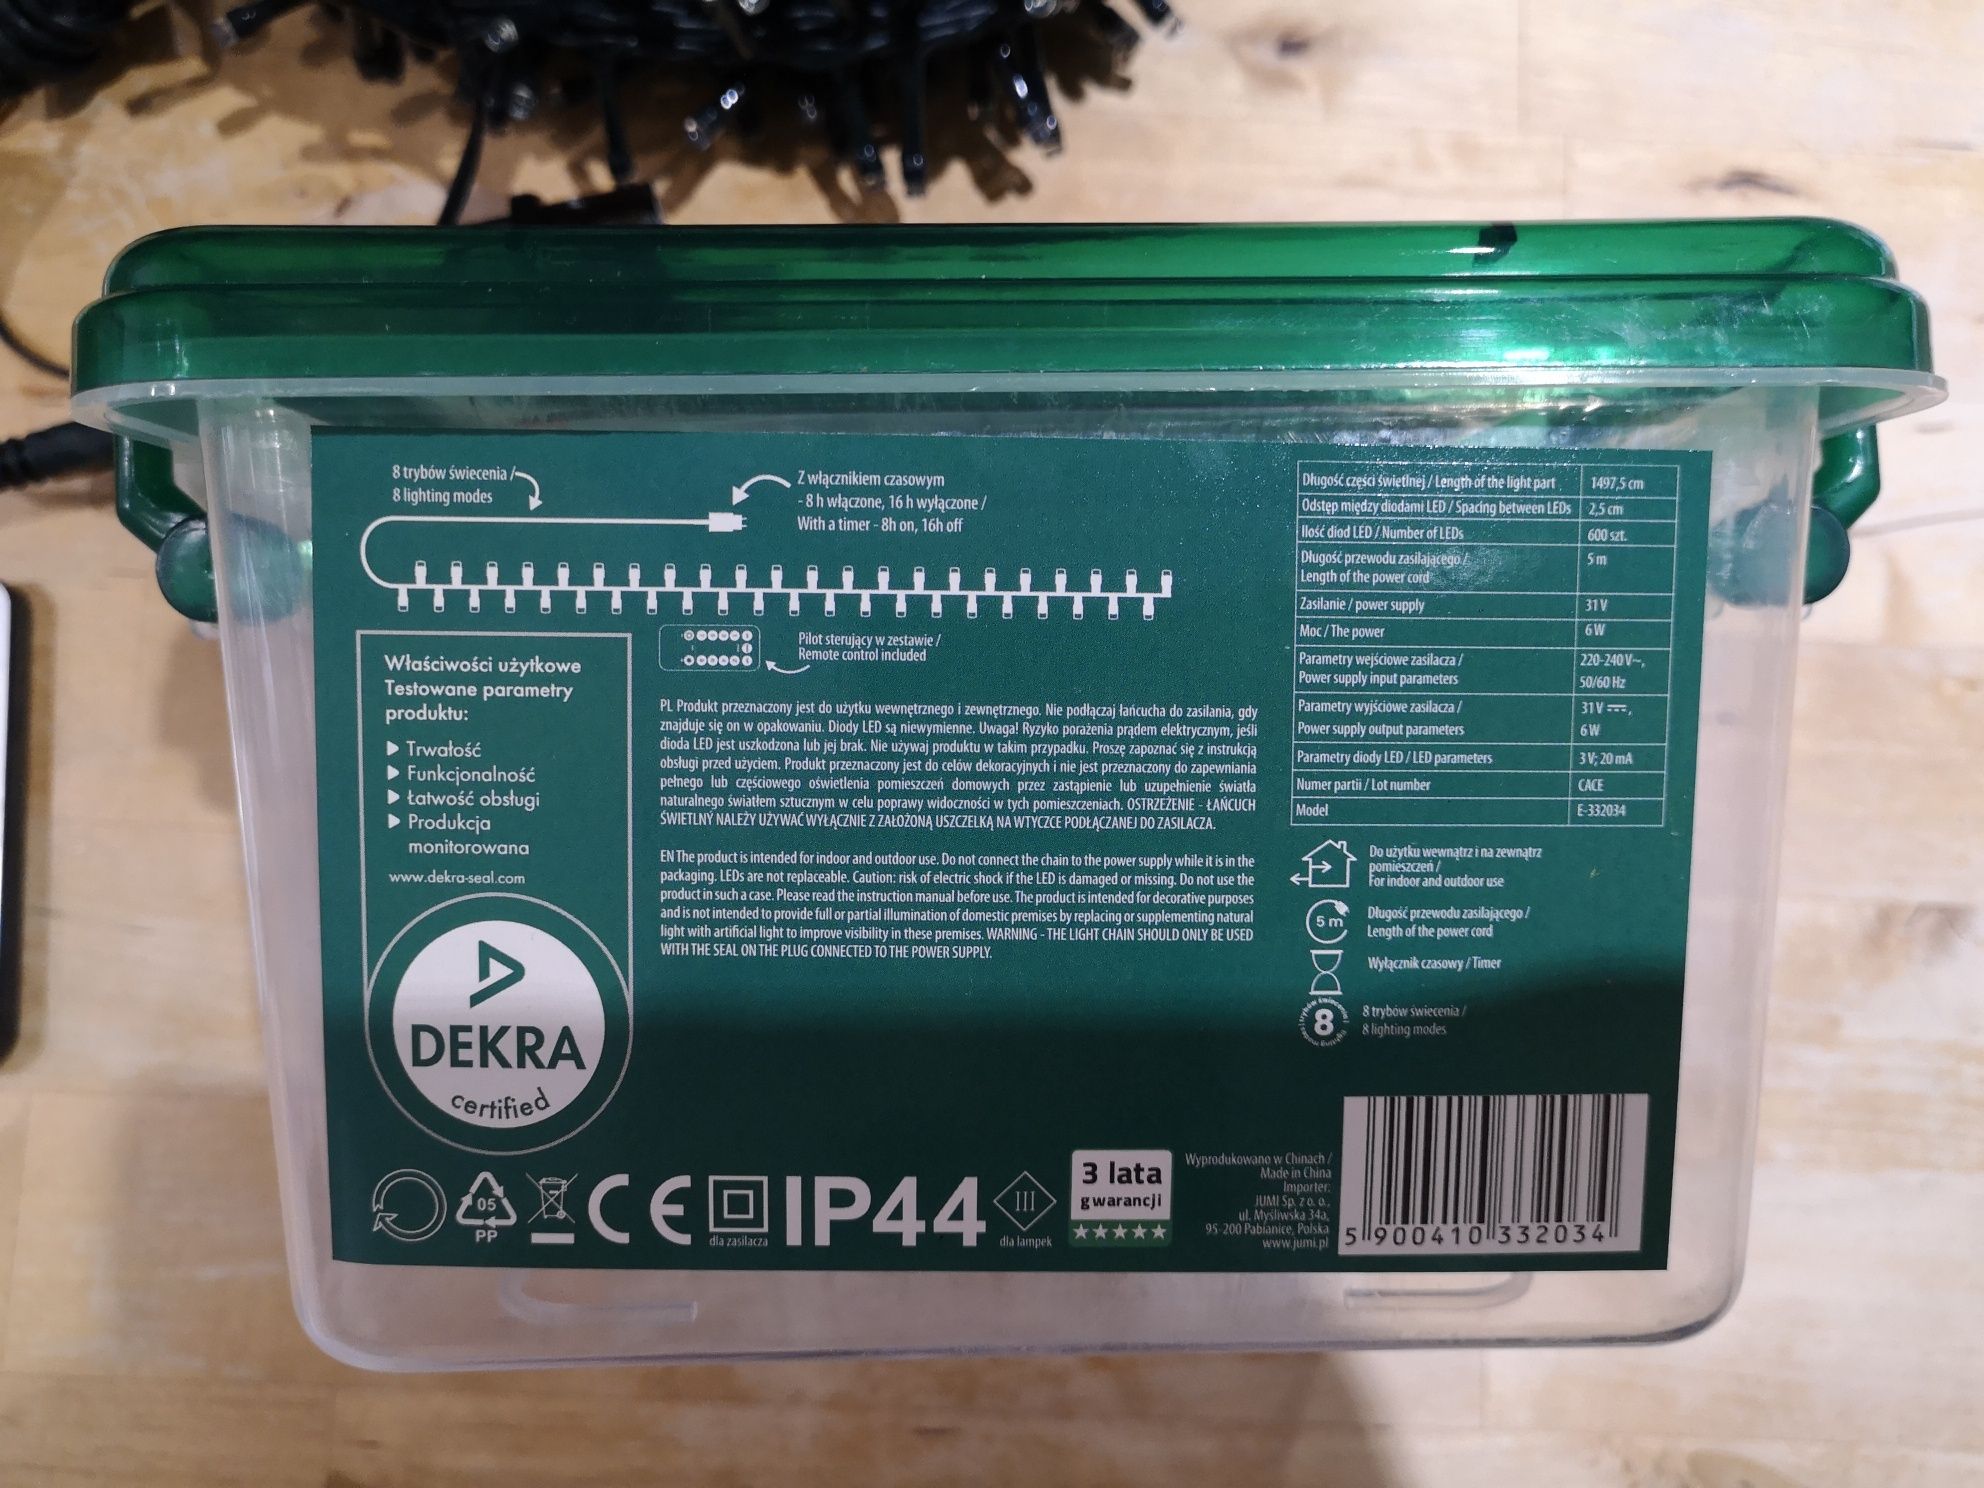 8 trybów świecenia /
8 lighting modes
Z włącznikiem czasowym
- 8 h włączone, 16 h wyłączone /
With a timer - 8h on, 16h off
Pilot sterujący w zestawie /
Remote control included
Właściwości użytkowe
Testowane parametry
produktu:
Trwałość
Funkcjonalność
Łatwość obsługi
Produkcja
monitorowana
www.dekra-seal.com
DEKRA
certified
PL Produkt przeznaczony jest do użytku wewnętrznego i zewnętrznego. Nie podłączaj łańcucha do zasilania, gdy
znajduje się on w opakowaniu. Diody LED są niewymienne. Uwaga! Ryzyko porażenia prądem elektrycznym, jeśli
dioda LED jest uszkodzona lub jej brak. Nie używaj produktu w takim przypadku. Proszę zapoznać się z instrukcją
obsługi przed użyciem. Produkt przeznaczony jest do celów dekoracyjnych i nie jest przeznaczony do zapewniania
pełnego lub częściowego oświetlenia pomieszczeń domowych przez zastąpienie lub uzupełnienie światła
naturalnego światłem sztucznym w celu poprawy widoczności w tych pomieszczeniach. OSTRZEŻENIE - ŁAŃCUCH
ŚWIETLNY NALEŻY UŻYWAĆ WYŁĄCZNIE Z ZAŁOŻONĄ USZCZELKĄ NA WTYCZCE PODŁĄCZANEJ DO ZASILACZA.
EN The product is intended for indoor and outdoor use. Do not connect the chain to the power supply while it is in the
packaging. LEDs are not replaceable. Caution: risk of electric shock if the LED is damaged or missing. Do not use the
product in such a case. Please read the instruction manual before use. The product is intended for decorative purposes
and is not intended to provide full or partial illumination of domestic premises by replacing or supplementing natural
light with artificial light to improve visibility in these premises. WARNING - THE LIGHT CHAIN SHOULD ONLY BE USED
WITH THE SEAL ON THE PLUG CONNECTED TO THE POWER SUPPLY.
Długość części świetlnej / Length of the light part 1497,5 cm
Odstęp między diodami LED / Spacing between LEDs 2,5 cm
Ilość diod LED / Number of LEDs 600 szt.
Długość przewodu zasilającego / 5 m
Length of the power cord
Zasilanie / power supply 31 V
Moc / The power 6 W
Parametry wejściowe zasilacza / 220-240 V~,
Power supply input parameters 50/60 Hz
Parametry wyjściowe zasilacza / 31 V ⎓,
Power supply output parameters 6 W
Parametry diody LED / LED parameters 3 V; 20 mA
Numer partii / Lot number CACE
Model E-332034
Do użytku wewnątrz i na zewnątrz
pomieszczeń /
For indoor and outdoor use
5 m
Długość przewodu zasilającego /
Length of the power cord
Wyłącznik czasowy / Timer
8
8 trybów świecenia /
8 lighting modes
05
PP
CE
dla zasilacza
IP44
III
dla lampek
3 lata
gwarancji
Wyprodukowano w Chinach /
Made in China
Importer:
JUMI Sp. z o. o.,
ul. Myśliwska 34a,
95-200 Pabianice, Polska
www.jumi.pl
5 900410 332034